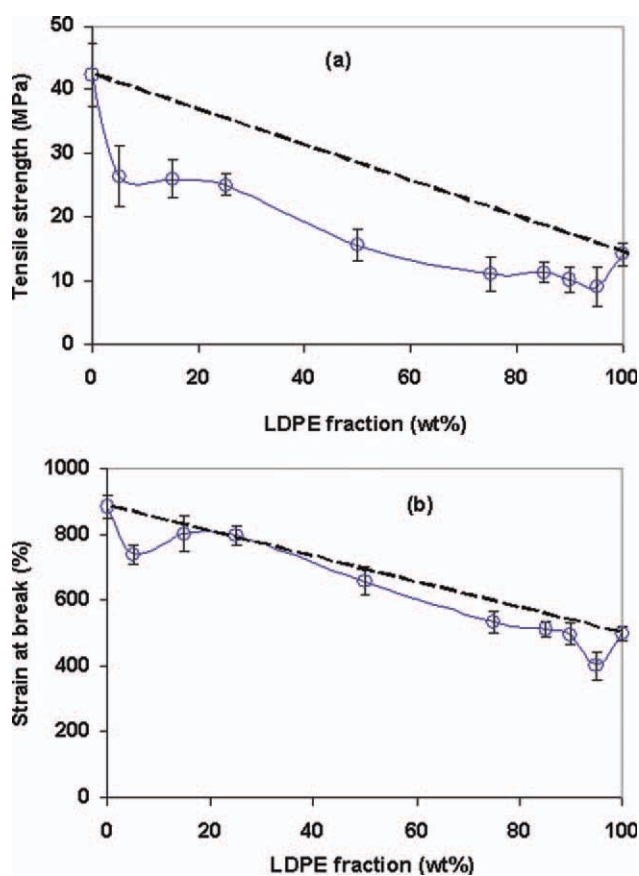 (a)
Tensile strength (MPa)
50
40
30
20
10
0
0 20 40 60 80 100
LDPE fraction (wt%)
(b)
Strain at break (%)
1000
800
600
400
200
0
0 20 40 60 80 100
LDPE fraction (wt%)